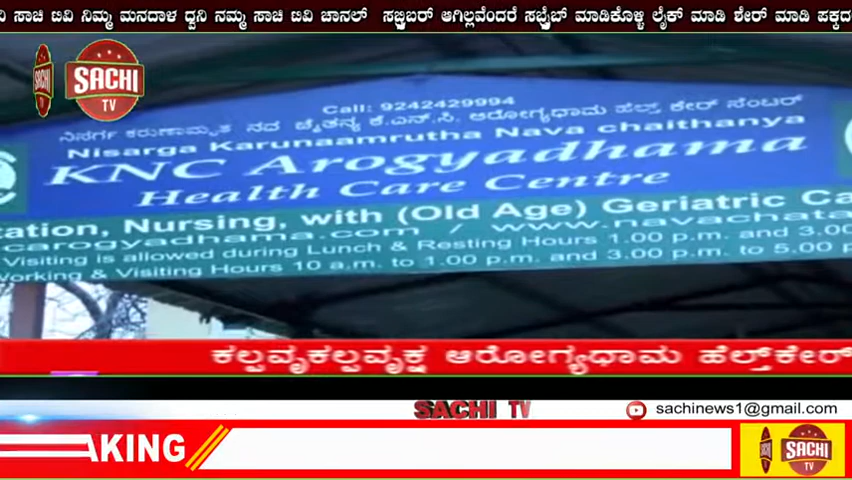 ವಿ ಸಾಚಿ ಟಿವಿ ನಿಮ್ಮ ಮನದಾಳ ಧ್ವನಿ ನಮ್ಮ ಸಾಚಿ ಟಿವಿ ಚಾನಲ್ ಸಬ್ಸ್ಕ್ರಿಬರ್ ಆಗಿಲ್ಲವೆಂದರೆ ಸಬ್ಸ್ಕ್ರೈಬ್ ಮಾಡಿಕೊಳ್ಳಿ ಲೈಕ್ ಮಾಡಿ ಶೇರ್ ಮಾಡಿ ಪಕ್ಕದ
SACHI
TV
Call: 9242429994
ನಿಸರ್ಗ ಕರುಣಾಮೃತ ನವ ಚೈತನ್ಯ ಕೆ.ಎನ್.ಸಿ. ಆರೋಗ್ಯಧಾಮ ಹೆಲ್ತ್ ಕೇರ್ ಸೆಂಟರ್
Nisarga Karunaamrutha Nava chaithanya
KNC Arogyadhama
Health Care Centre
tation, Nursing, with (Old Age) Geriatric Ca
carogyadhama.com / www.navachata
Visiting is allowed during Lunch & Resting Hours 1.00 p.m. and 3.00
Working & Visiting Hours 10 a.m. to 1.00 p.m. and 3.00 p.m. to 5.00 p
ಕಲ್ಪವೃಕಲ್ಪವೃಕ್ಷ ಆರೋಗ್ಯಧಾಮ ಹೆಲ್ತ್‌ಕೇರ್
SACHI TV
sachinews1@gmail.com
AKING
SACHI
TV